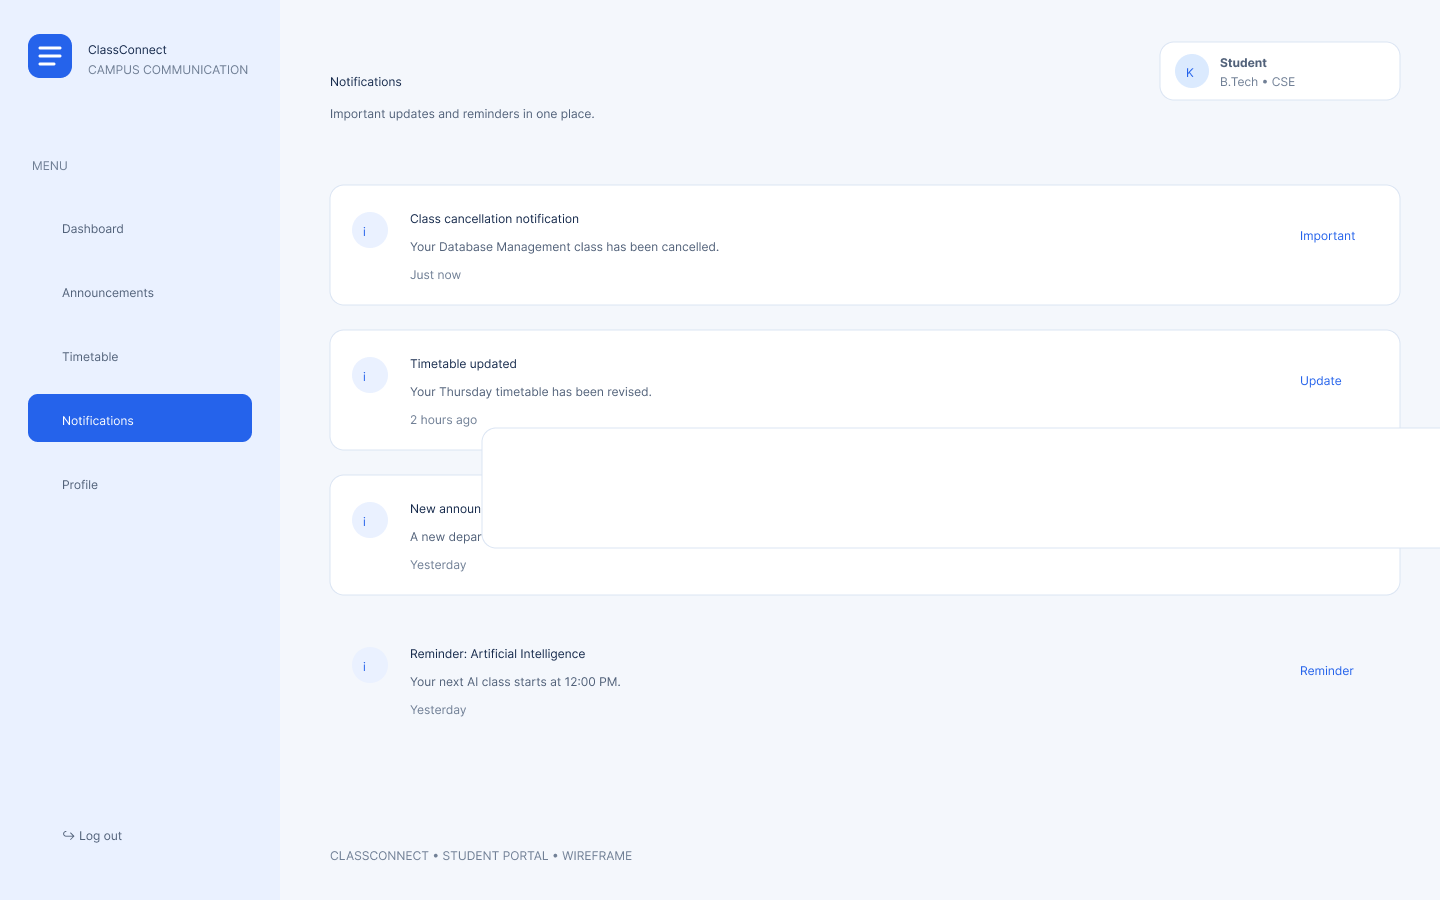 ClassConnect
CAMPUS COMMUNICATION
MENU
Dashboard
Announcements
Timetable
Notifications
Profile
↪ Log out
Notifications
Important updates and reminders in one place.
K
Student
B.Tech • CSE
i
Class cancellation notification
Your Database Management class has been cancelled.
Just now
Important
i
Timetable updated
Your Thursday timetable has been revised.
2 hours ago
Update
i
New
A new
Yesterday
i
Reminder: Artificial Intelligence
Your next AI class starts at 12:00 PM.
Yesterday
Reminder
CLASSCONNECT • STUDENT PORTAL • WIREFRAME